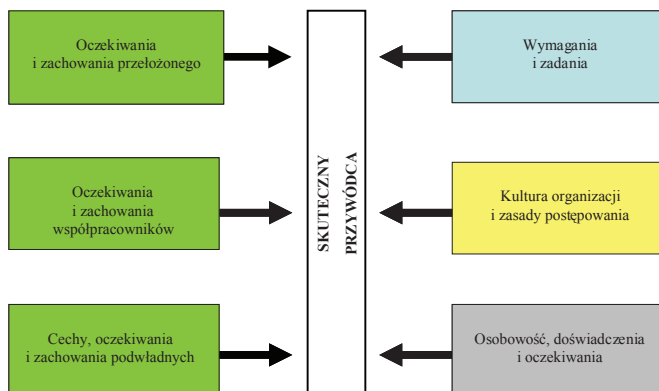 Oczekiwania
i zachowania przełożonego
Oczekiwania
i zachowania
współpracowników
Cechy, oczekiwania
i zachowania podwładnych
SKUTECZNY
PRZYWÓDCA
Wymagania
i zadania
Kultura organizacji
i zasady postępowania
Osobowość, doświadczenia
i oczekiwania